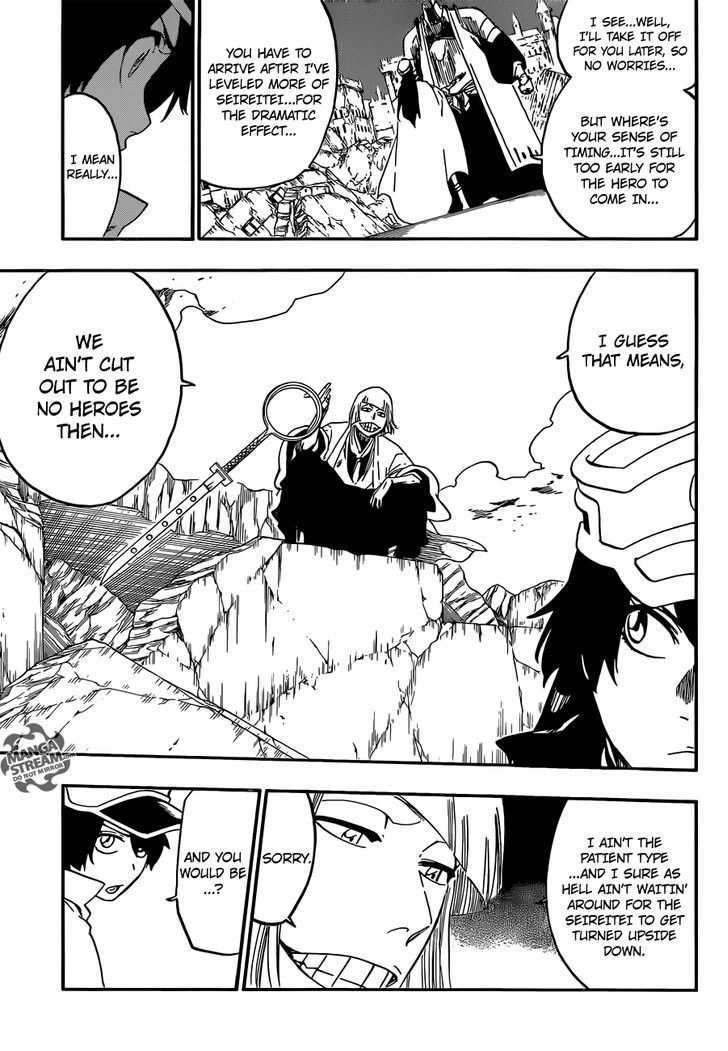 I SEE...WELL,
I'LL TAKE IT OFF
FOR YOU LATER, SO
NO WORRIES...
BUT WHERE'S
YOUR SENSE OF
TIMING...IT'S STILL
TOO EARLY FOR
THE HERO TO
COME IN...
YOU HAVE TO
ARRIVE AFTER I'VE
LEVELED MORE OF
SEIREITEI...FOR
THE DRAMATIC
EFFECT...
I MEAN
REALLY...
I GUESS
THAT MEANS,
WE
AIN'T CUT
OUT TO BE
NO HEROES
THEN...
MANGA
STREAM.COM
DO NOT MIRROR
I AIN'T THE
PATIENT TYPE
...AND I SURE AS
HELL AIN'T WAITIN'
AROUND FOR THE
SEIREITEI TO GET
TURNED UPSIDE
DOWN.
SORRY.
AND YOU
WOULD BE
...?